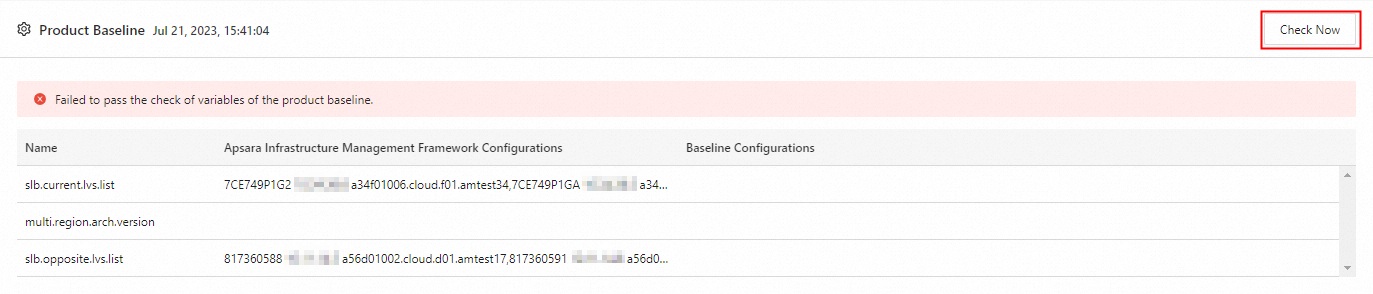 Product Baseline Jul 21, 2023, 15:41:04 Check Now
Failed to pass the check of variables of the product baseline.
Name Apsara Infrastructure Management Framework Configurations Baseline Configurations
slb.current.lvs.list 7CE749P1G2 a34f01006.cloud.f01.amtest34,7CE749P1GA a34...
multi.region.arch.version
slb.opposite.lvs.list 817360588 a56d01002.cloud.d01.amtest17,817360591 a56d0...